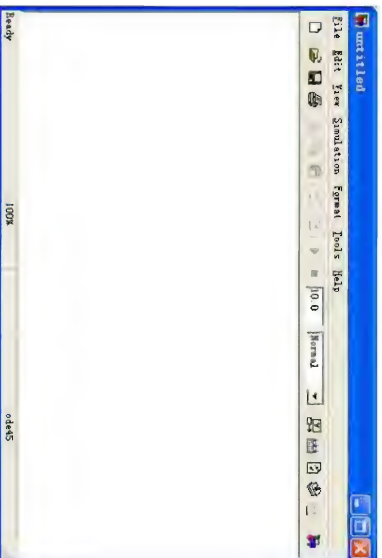 untitled
File Edit View Simulation Format Tools Help
10.0 Normal
Ready 100% ode45